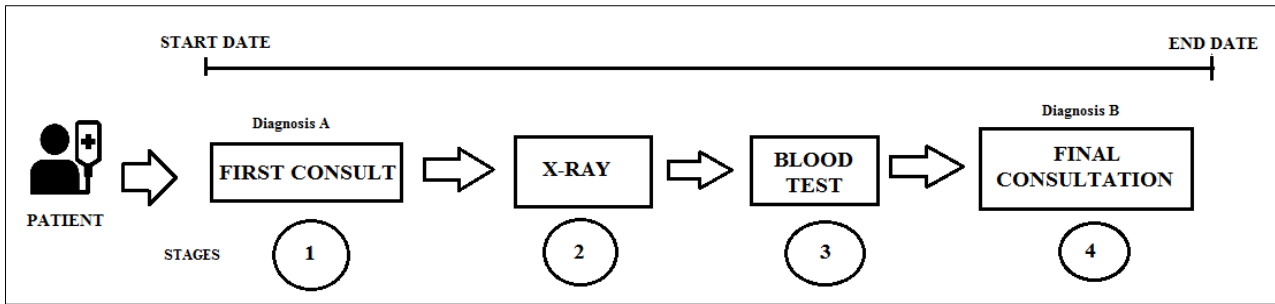 START DATE
END DATE
Diagnosis A
Diagnosis B
FIRST CONSULT
X-RAY
BLOOD
TEST
FINAL
CONSULTATION
PATIENT
STAGES
1
2
3
4